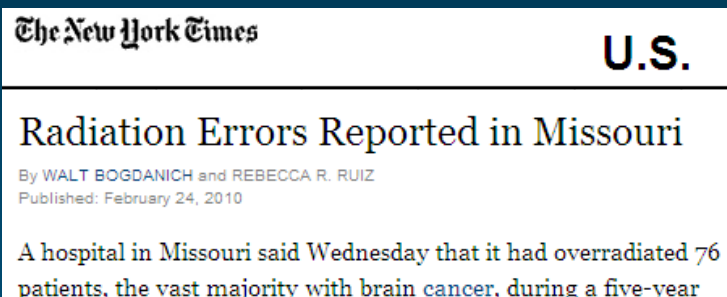 The New York Times
U.S.
Radiation Errors Reported in Missouri
By WALT BOGDANICH and REBECCA R. RUIZ
Published: February 24, 2010
A hospital in Missouri said Wednesday that it had overradiated 76
patients, the vast majority with brain cancer, during a five-year